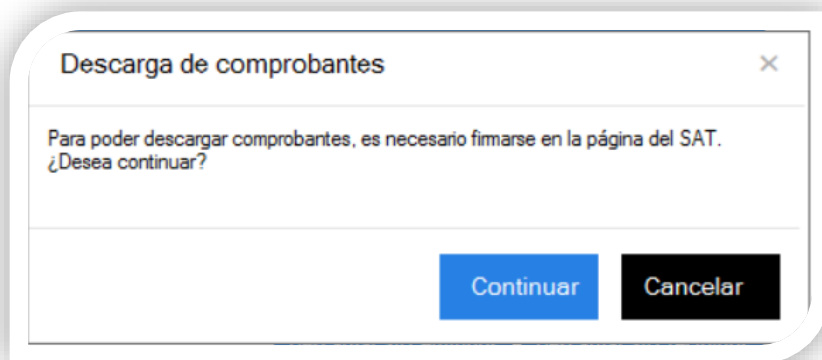 Descarga de comprobantes
Para poder descargar comprobantes, es necesario firmarse en la página del SAT.
¿Desea continuar?
Continuar
Cancelar